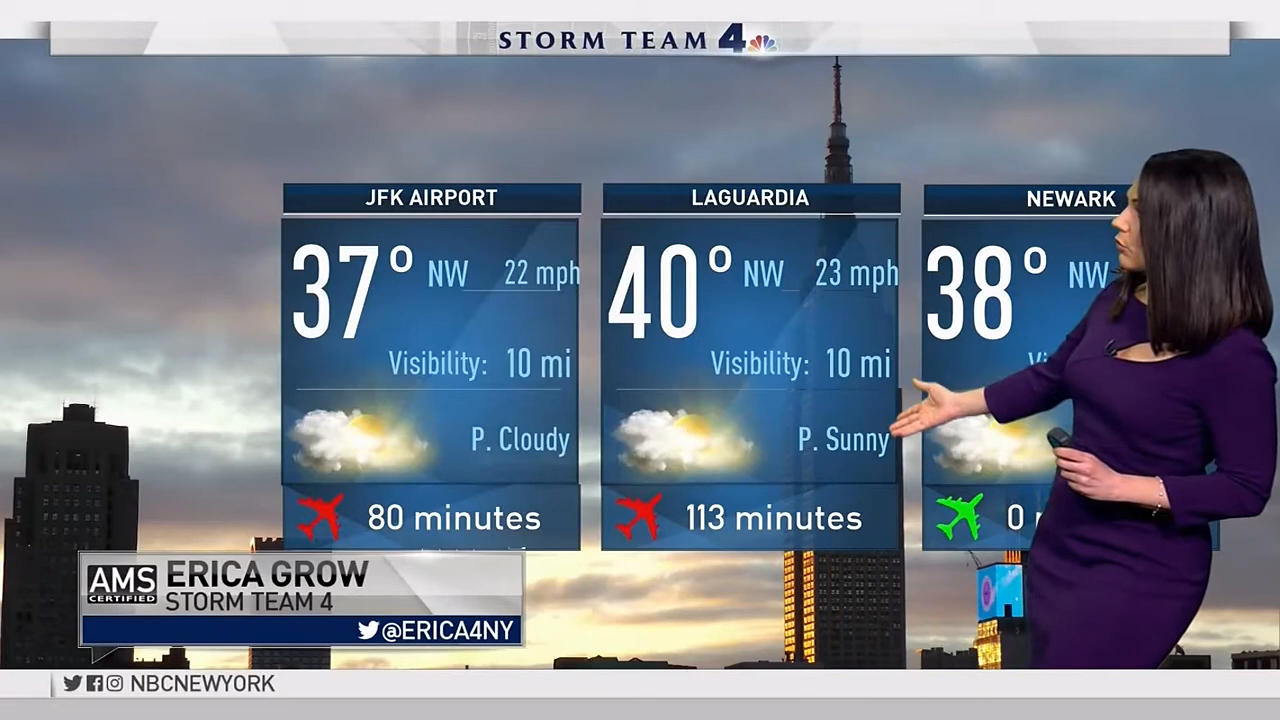 STORM TEAM 4
JFK AIRPORT
37° NW 22 mph
Visibility: 10 mi
P. Cloudy
80 minutes
LAGUARDIA
40° NW 23 mph
Visibility: 10 mi
P. Sunny
113 minutes
NEWARK
38° NW
0
AMS
CERTIFIED
ERICA GROW
STORM TEAM 4
@ERICA4NY
NBCNEWYORK